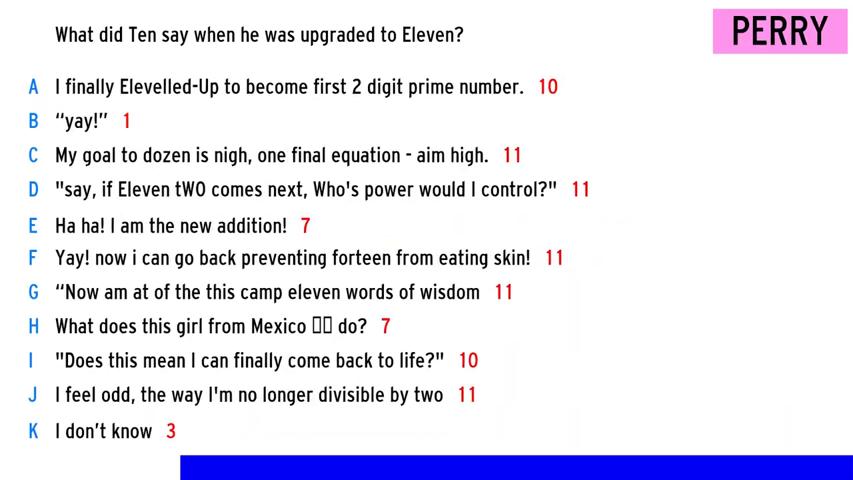 What did Ten say when he was upgraded to Eleven?
PERRY
A I finally Elevelled-Up to become first 2 digit prime number. 10
B “yay!” 1
C My goal to dozen is nigh, one final equation - aim high. 11
D "say, if Eleven tWO comes next, Who's power would I control?" 11
E Ha ha! I am the new addition! 7
F Yay! now i can go back preventing forteen from eating skin! 11
G “Now am at of the this camp eleven words of wisdom 11
H What does this girl from Mexico 𓉘𓉘 do? 7
I "Does this mean I can finally come back to life?" 10
J I feel odd, the way I'm no longer divisible by two 11
K I don’t know 3